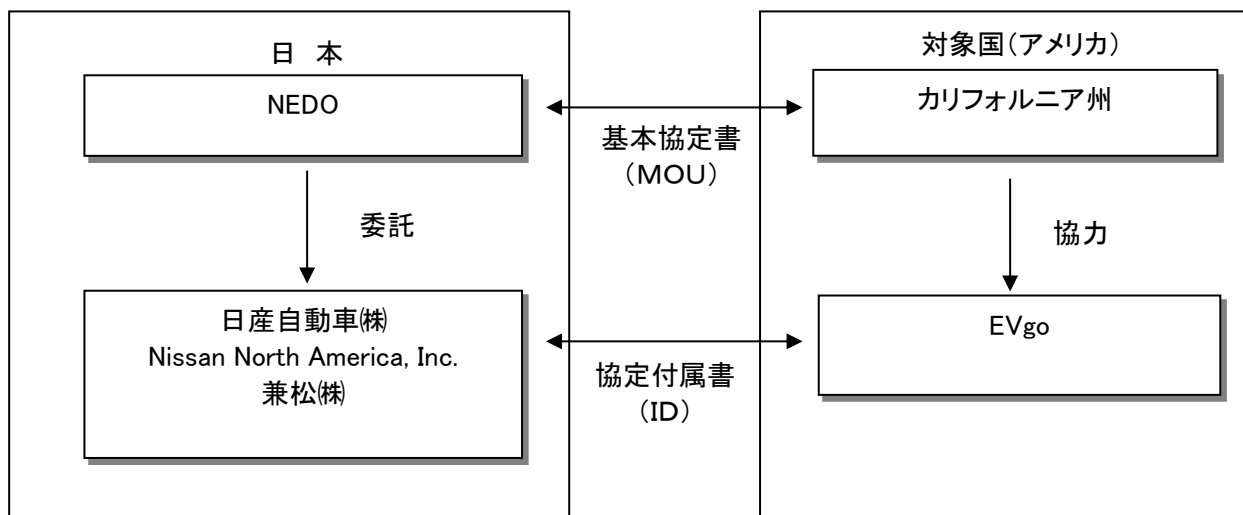 日 本
NEDO
委託
日産自動車㈱
Nissan North America, Inc.
兼松㈱
基本協定書
（MOU）
協定付属書
（ID）
対象国（アメリカ）
カリフォルニア州
協力
EVgo